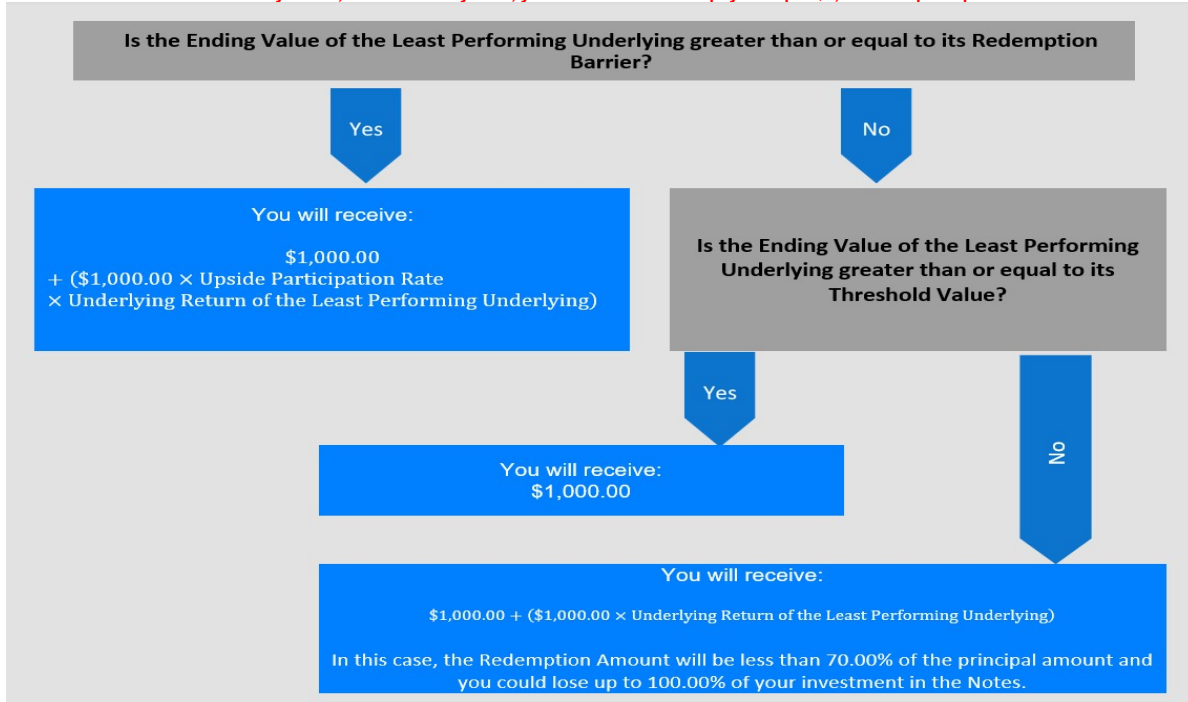 Is the Ending Value of the Least Performing Underlying greater than or equal to its Redemption
Barrier?
Yes
No
You will receive:
$1,000.00
+ ($1,000.00 × Upside Participation Rate
× Underlying Return of the Least Performing Underlying)
Is the Ending Value of the Least Performing
Underlying greater than or equal to its
Threshold Value?
Yes
No
You will receive:
$1,000.00
You will receive:
$1,000.00 + ($1,000.00 × Underlying Return of the Least Performing Underlying)
In this case, the Redemption Amount will be less than 70.00% of the principal amount and
you could lose up to 100.00% of your investment in the Notes.